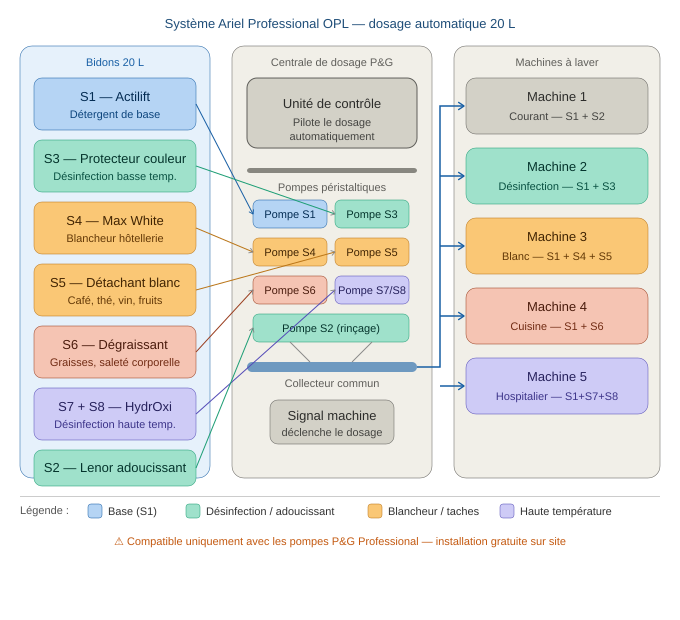 Système Ariel Professional OPL — dosage automatique 20 L
Bidons 20 L
S1 — Actilift
Détergent de base
S3 — Protecteur couleur
Désinfection basse temp.
S4 — Max White
Blancheur hôtellerie
S5 — Détachant blanc
Café, thé, vin, fruits
S6 — Dégraissant
Graisses, saleté corporelle
S7 + S8 — HydrOxi
Désinfection haute temp.
S2 — Lenor adoucissant
Centrale de dosage P&G
Unité de contrôle
Pilote le dosage
automatiquement
Pompes péristaltiques
Pompe S1
Pompe S3
Pompe S4
Pompe S5
Pompe S6
Pompe S7/S8
Pompe S2 (rinçage)
Collecteur commun
Signal machine
déclenche le dosage
Machines à laver
Machine 1
Courant — S1 + S2
Machine 2
Désinfection — S1 + S3
Machine 3
Blanc — S1 + S4 + S5
Machine 4
Cuisine — S1 + S6
Machine 5
Hospitalier — S1+S7+S8
Légende :
Base (S1)
Désinfection / adoucissant
Blancheur / taches
Haute température
⚠ Compatible uniquement avec les pompes P&G Professional — installation gratuite sur site